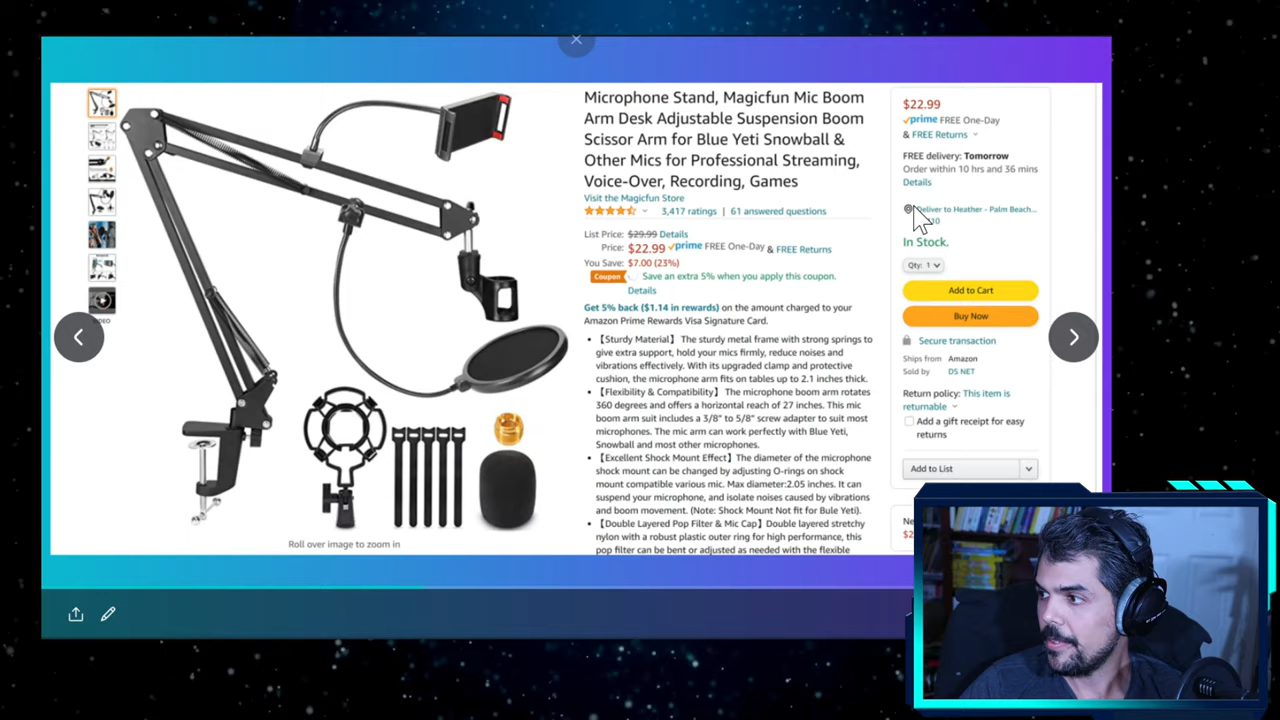 Microphone Stand, Magicfun Mic Boom
Arm Desk Adjustable Suspension Boom
Scissor Arm for Blue Yeti Snowball &
Other Mics for Professional Streaming,
Voice-Over, Recording, Games
Visit the Magicfun Store
3,417 ratings | 61 answered questions
List Price: $29.99 Details
Price: $22.99 prime FREE One-Day & FREE Returns
You Save: $7.00 (23%)
Coupon Save an extra 5% when you apply this coupon.
Details
Get 5% back ($1.14 in rewards) on the amount charged to your
Amazon Prime Rewards Visa Signature Card.
• 【Sturdy Material】 The sturdy metal frame with strong springs to
give extra support, hold your mics firmly, reduce noises and
vibrations effectively. With its upgraded clamp and protective
cushion, the microphone arm fits on tables up to 2.1 inches thick.
• 【Flexibility & Compatibility】 The microphone boom arm rotates
360 degrees and offers a horizontal reach of 27 inches. This mic
boom arm suit includes a 3/8" to 5/8" screw adapter to suit most
microphones. The mic arm can work perfectly with Blue Yeti,
Snowball and most other microphones.
• 【Excellent Shock Mount Effect】The diameter of the microphone
shock mount can be changed by adjusting O-rings on shock
mount compatible various mic. Max diameter:2.05 inches. It can
suspend your microphone, and isolate noises caused by vibrations
and boom movement. (Note: Shock Mount Not fit for Bule Yeti).
• 【Double Layered Pop Filter & Mic Cap】Double layered stretchy
nylon with a robust plastic outer ring for high performance, this
pop filter can be bent or adjusted as needed with the flexible
Roll over image to zoom in
$22.99
prime FREE One-Day
& FREE Returns
FREE delivery: Tomorrow
Order within 10 hrs and 36 mins
Details
Deliver to Heather - Palm Beach...
In Stock.
Qty: 1
Add to Cart
Buy Now
Secure transaction
Ships from Amazon
Sold by DS NET
Return policy: This item is
returnable
Add a gift receipt for easy
returns
Add to List